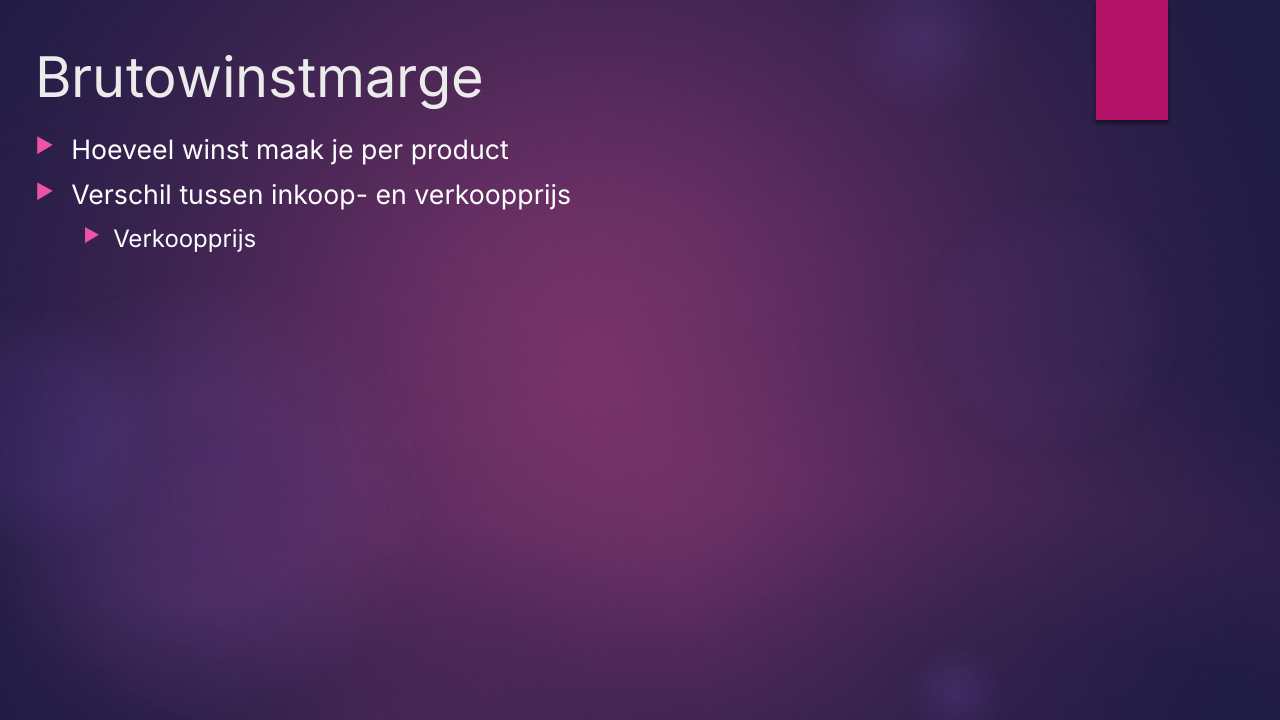 Brutowinstmarge
Hoeveel winst maak je per product
Verschil tussen inkoop- en verkoopprijs
Verkoopprijs